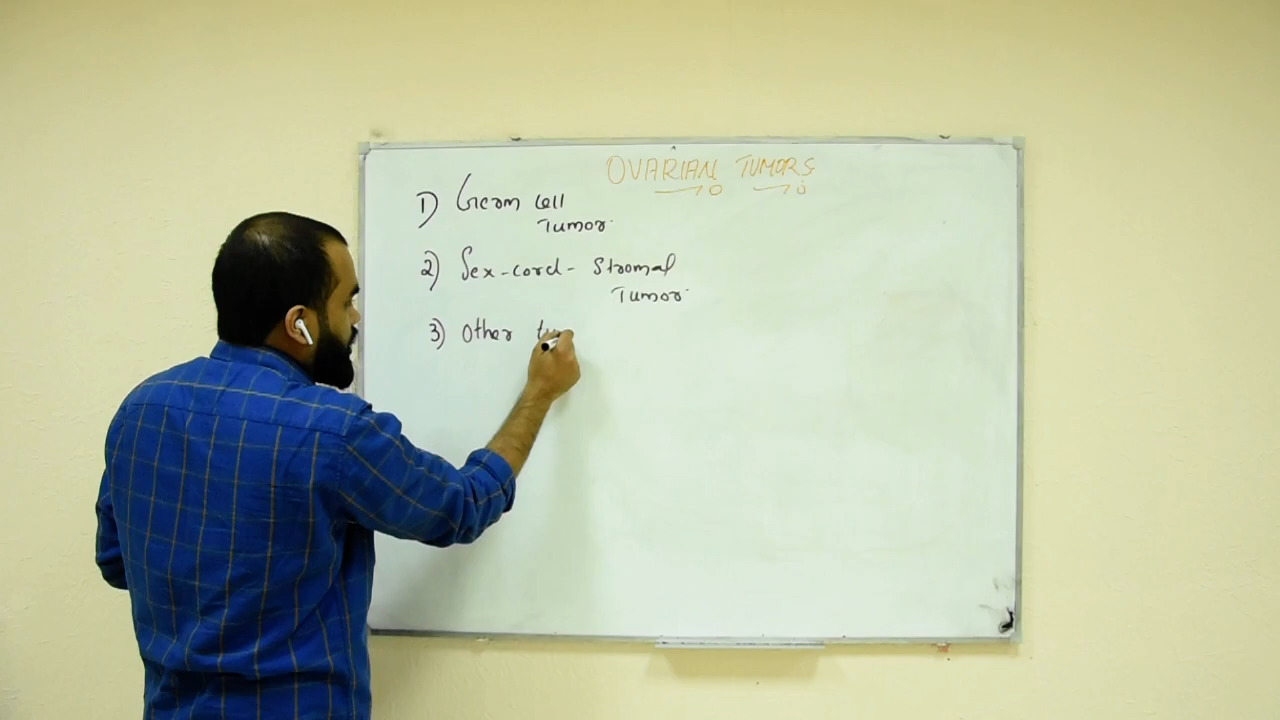 OVARIAN TUMORS
1) Germ Cell
Tumor
2) Sex-cord- Stromal
Tumor
3) Other